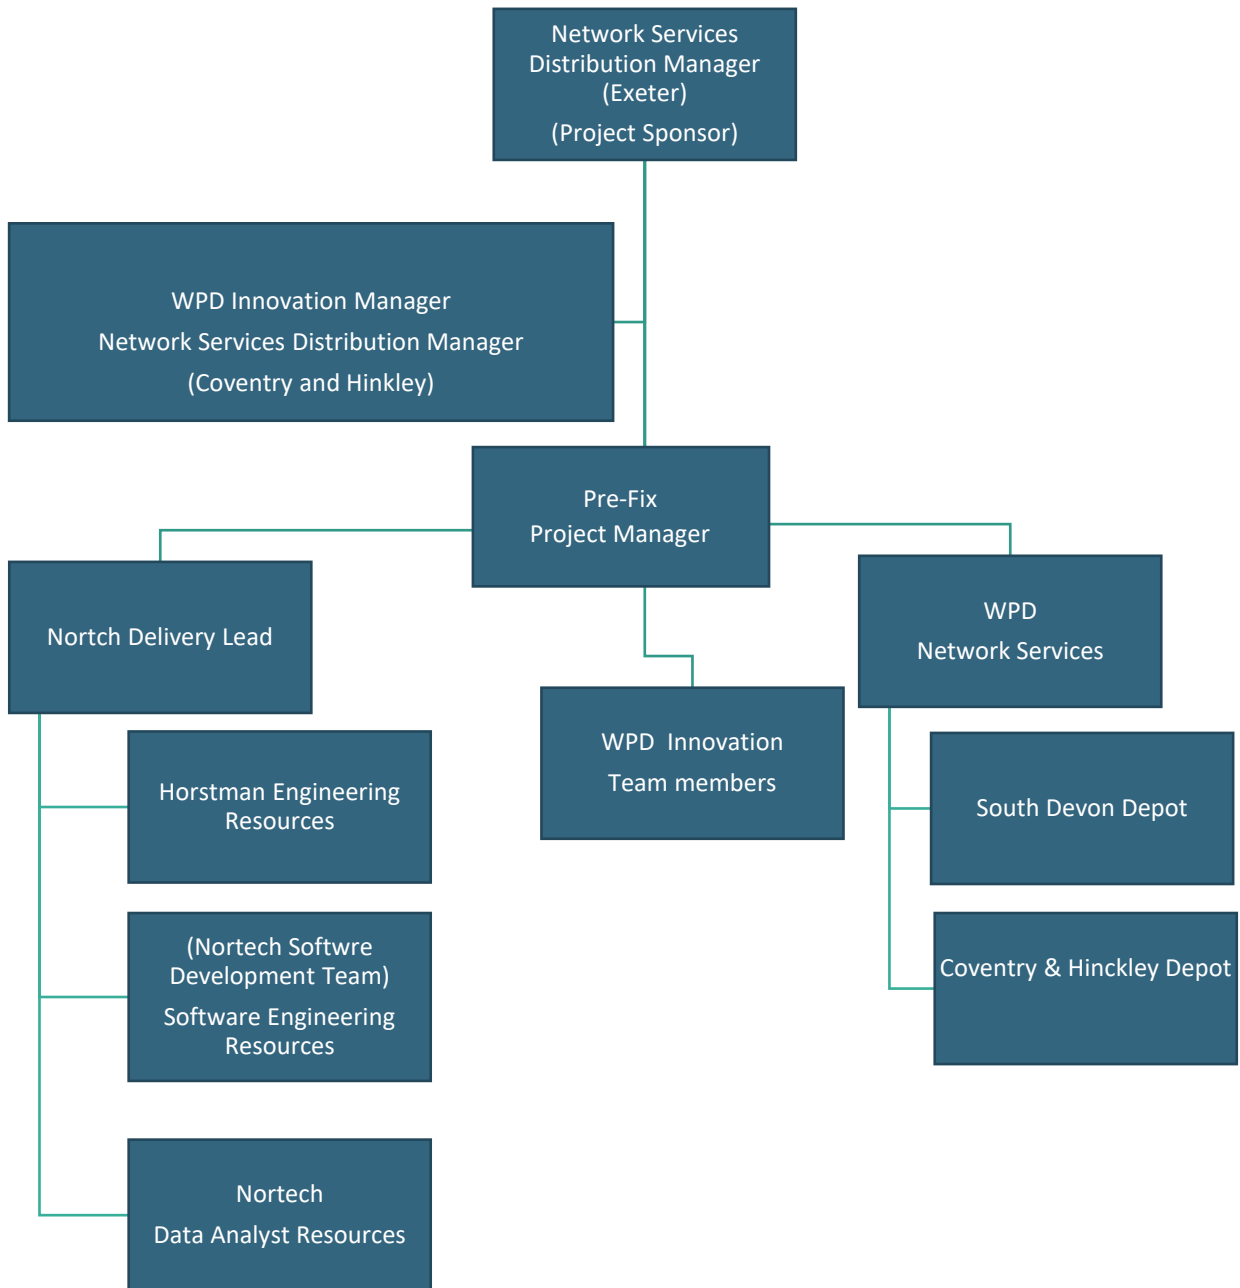 Network Services
Distribution Manager
(Exeter)
(Project Sponsor)
WPD Innovation Manager
Network Services Distribution Manager
(Coventry and Hinkley)
Pre-Fix
Project Manager
Nortch Delivery Lead
WPD
Network Services
WPD  Innovation
Team members
Horstman Engineering
Resources
South Devon Depot
(Nortech Softwre
Development Team)
Software Engineering
Resources
Coventry & Hinckley Depot
Nortech
Data Analyst Resources